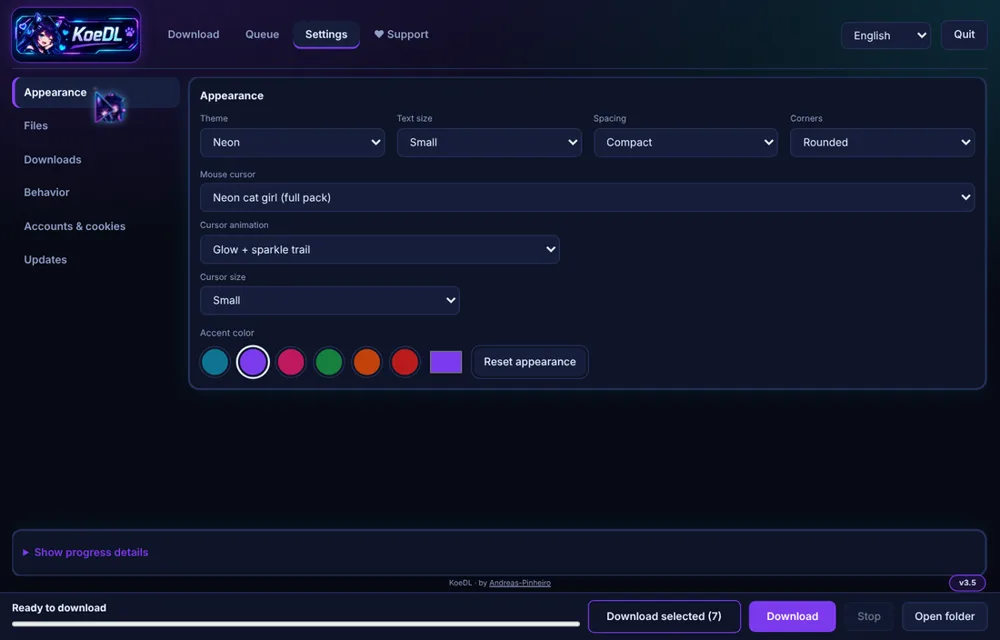 KoeDL
Download
Queue
Settings
♥ Support
English
Quit
Appearance
Files
Downloads
Behavior
Accounts & cookies
Updates
Appearance
Theme
Text size
Spacing
Corners
Neon
Small
Compact
Rounded
Mouse cursor
Neon cat girl (full pack)
Cursor animation
Glow + sparkle trail
Cursor size
Small
Accent color
Reset appearance
Show progress details
KoeDL · by Andreas-Pinheiro
v3.5
Ready to download
Download selected (7)
Download
Stop
Open folder